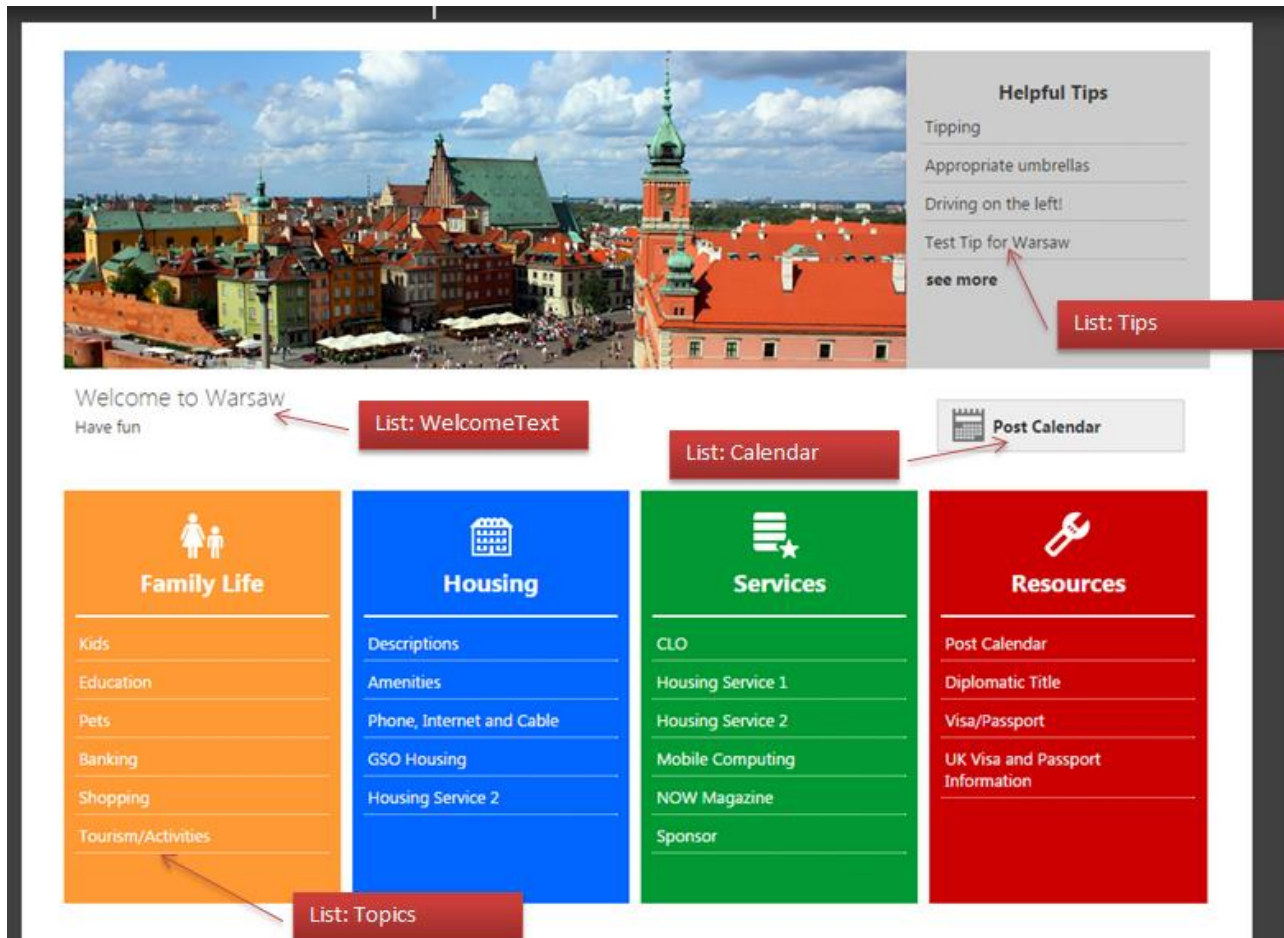 Helpful Tips
Tipping
Appropriate umbrellas
Driving on the left!
Test Tip for Warsaw
see more
List: Tips
Welcome to Warsaw
Have fun
List: WelcomeText
Post Calendar
List: Calendar
Family Life
Kids
Education
Pets
Banking
Shopping
Tourism/Activities
List: Topics
Housing
Descriptions
Amenities
Phone, Internet and Cable
GSO Housing
Housing Service 2
Services
CLO
Housing Service 1
Housing Service 2
Mobile Computing
NOW Magazine
Sponsor
Resources
Post Calendar
Diplomatic Title
Visa/Passport
UK Visa and Passport
Information